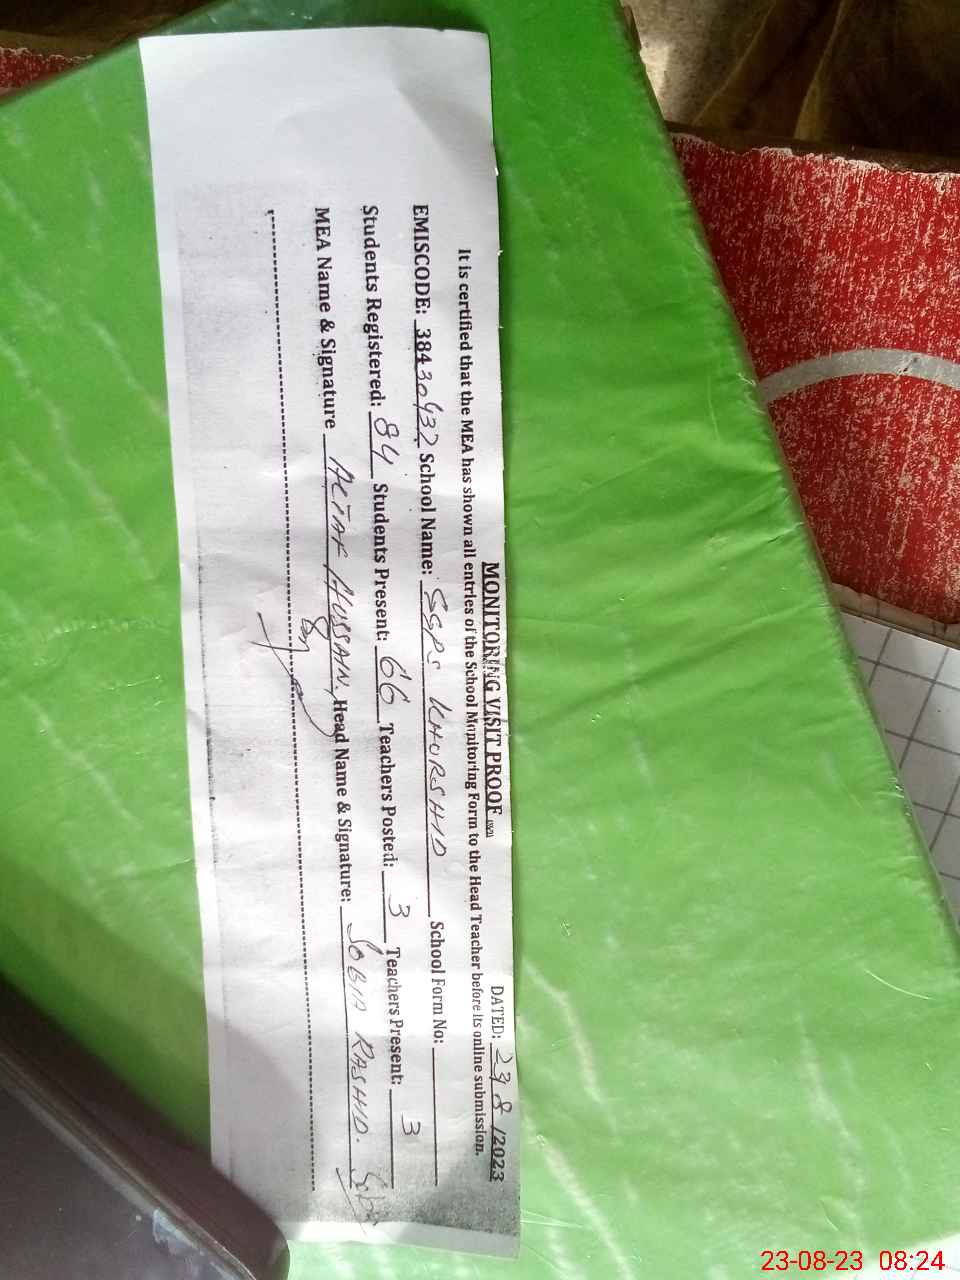 MONITORING VISIT PROOF
DATED: 23/8/2023
It is certified that the MEA has shown all entries of the School Monitoring Form to the Head Teacher before its online submission.
EMISCODE: 38430432 School Name: GGPS KHURSHID School Form No:
Students Registered: 84 Students Present: 66 Teachers Posted: 3 Teachers Present: 3
MEA Name & Signature ALTAF HUSSAIN. Head Name & Signature: SOBIA RASHID.
23-08-23 08:24